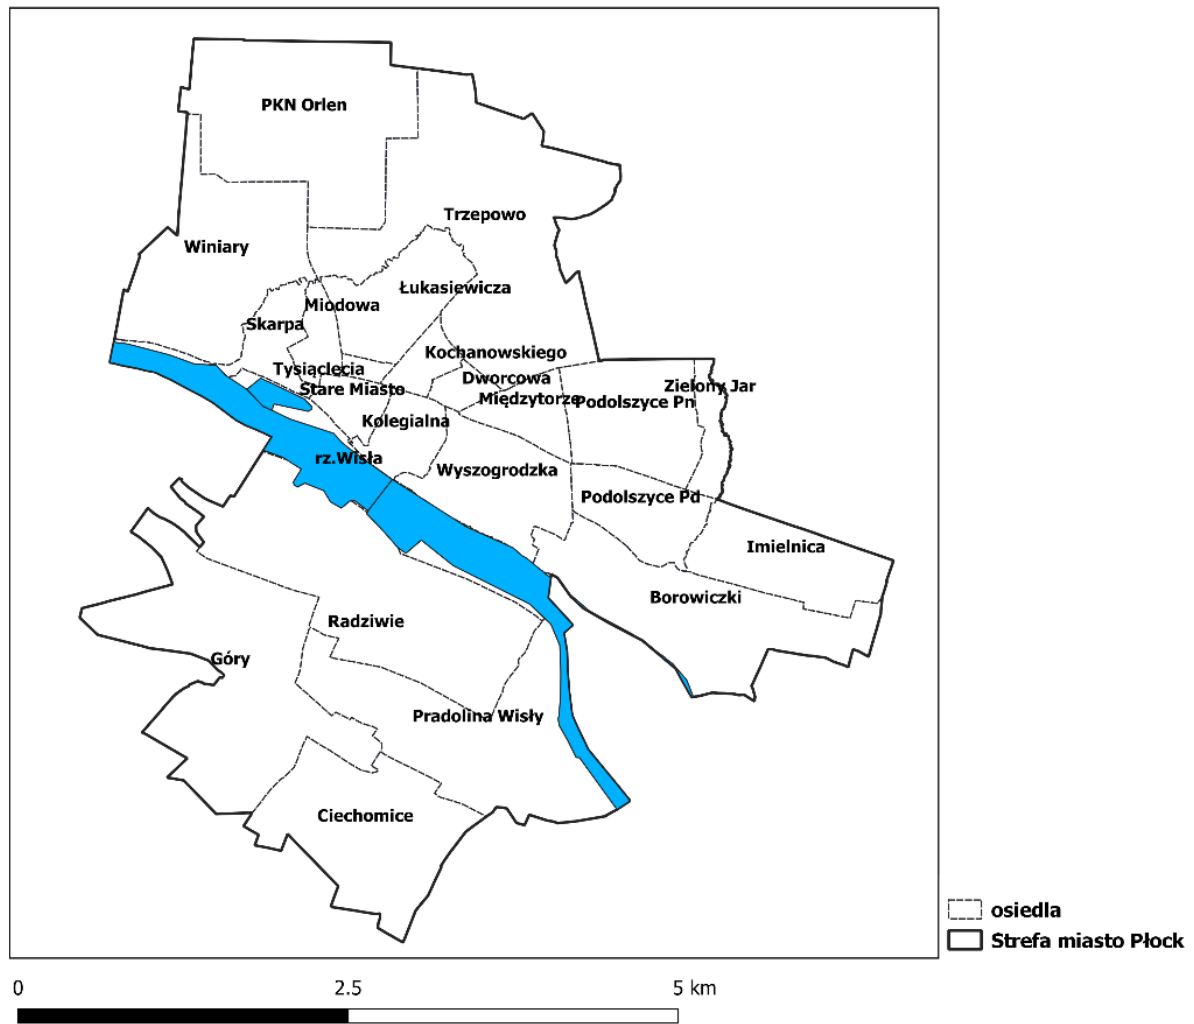 PKN Orlen
Trzepowo
Winiary
Łukasiewicza
Miodowa
Skarpa
Kochanowskiego
Tysiąclecia
Dworcowa
Zielony Jar
Stare Miasto
Międzytorze
Podolszyce Pn
Kolegialna
rz.Wisła
Wyszogrodzka
Podolszyce Pd
Imielnica
Borowiczki
Radziwie
Góry
Pradolina Wisły
Ciechomice
osiedla
Strefa miasto Płock
0 2.5 5 km